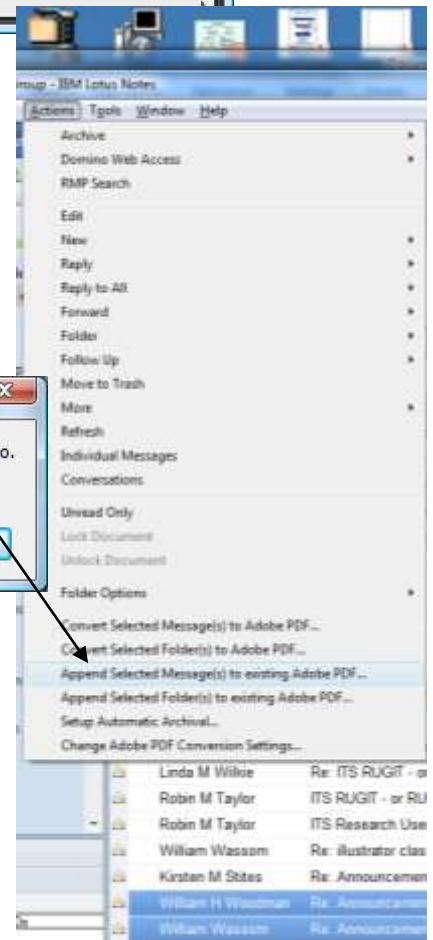 roup - IBM Lotus Notes
Actions Tools Window Help
Archive
Domino Web Access
RMP Search
Edit
New
Reply
Reply to All
Forward
Folder
Follow Up
Move to Trash
More
Refresh
Individual Messages
Conversations
Unread Only
Lock Document
Unlock Document
Folder Options
Convert Selected Message(s) to Adobe PDF...
Convert Selected Folder(s) to Adobe PDF...
Append Selected Message(s) to existing Adobe PDF...
Append Selected Folder(s) to existing Adobe PDF...
Setup Automatic Archival...
Change Adobe PDF Conversion Settings...
o.
Linda M Wilkie Re: ITS RUGIT - or
Robin M Taylor ITS RUGIT - or RU
Robin M Taylor ITS Research Use
William Wassom Re: illustrator clas
Kirsten M Stites Re: Announcemen
William H Woodman Re: Announcemen
William Wassom Re: Announcemen